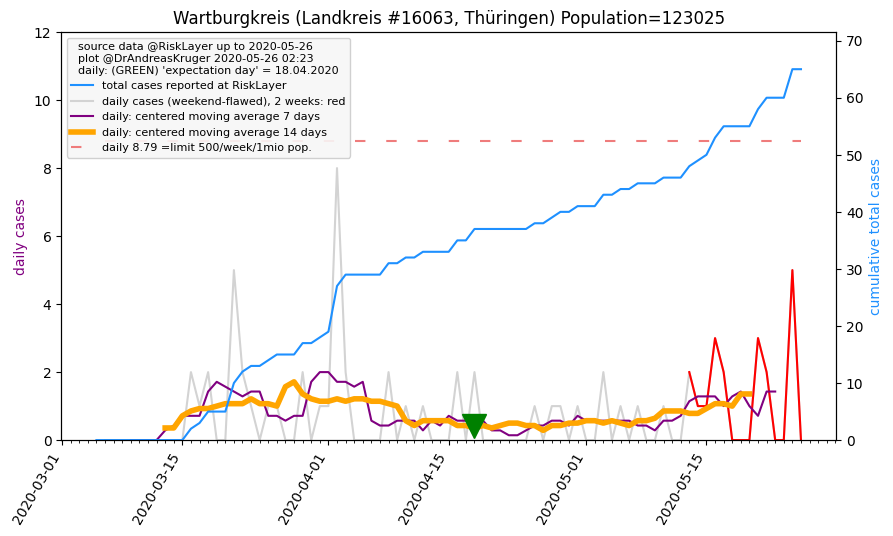 Wartburgkreis (Landkreis #16063, Thüringen) Population=123025
source data @RiskLayer up to 2020-05-26
plot @DrAndreasKruger 2020-05-26 02:23
daily: (GREEN) 'expectation day' = 18.04.2020
total cases reported at RiskLayer
daily cases (weekend-flawed), 2 weeks: red
daily: centered moving average 7 days
daily: centered moving average 14 days
daily 8.79 =limit 500/week/1mio pop.
daily cases
12
10
8
6
4
2
0
70
60
50
40
30
20
10
0
cumulative total cases
2020-03-01
2020-03-15
2020-04-01
2020-04-15
2020-05-01
2020-05-15